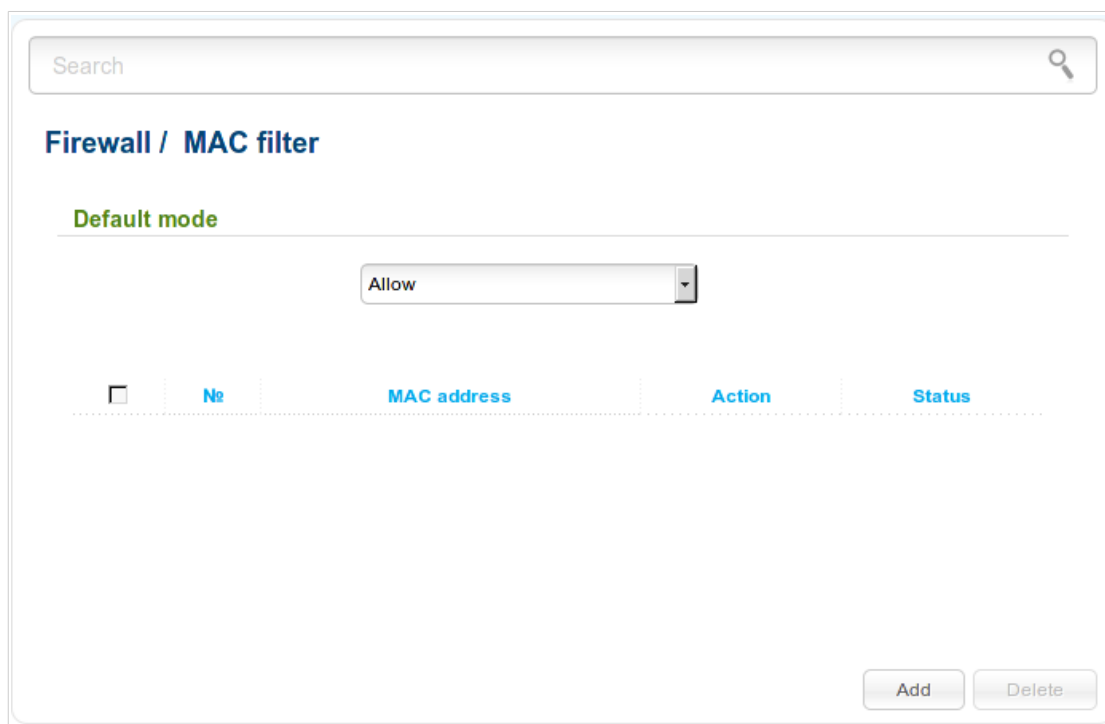 Search
Firewall / MAC filter
Default mode
Allow
№ MAC address Action Status
Add Delete